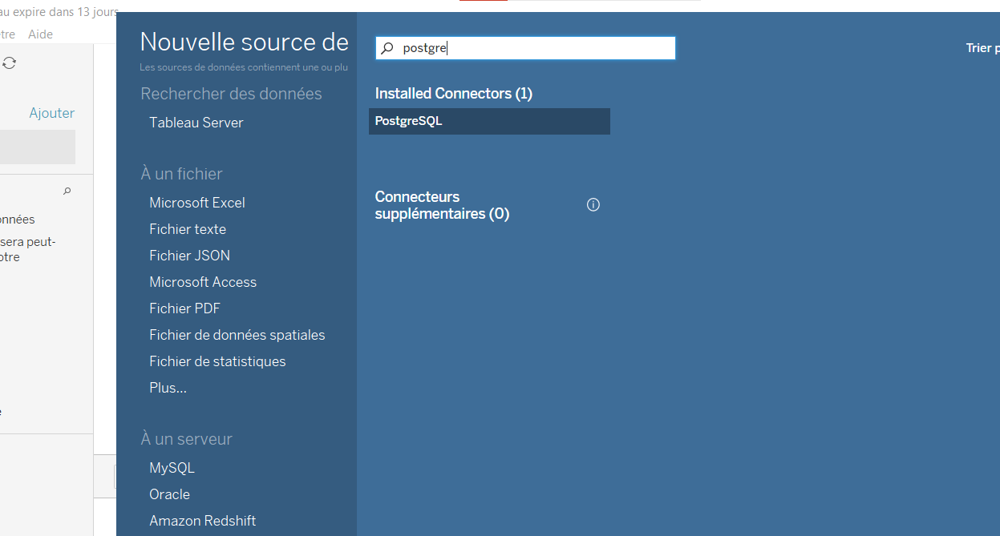 au expire dans 13 jours
être Aide
Ajouter
onnées
sera peut-
otre
e
Nouvelle source de
Les sources de données contiennent une ou plu
Rechercher des données
Tableau Server
À un fichier
Microsoft Excel
Fichier texte
Fichier JSON
Microsoft Access
Fichier PDF
Fichier de données spatiales
Fichier de statistiques
Plus...
À un serveur
MySQL
Oracle
Amazon Redshift
postgre
Trier p
Installed Connectors (1)
PostgreSQL
Connecteurs
supplémentaires (0)